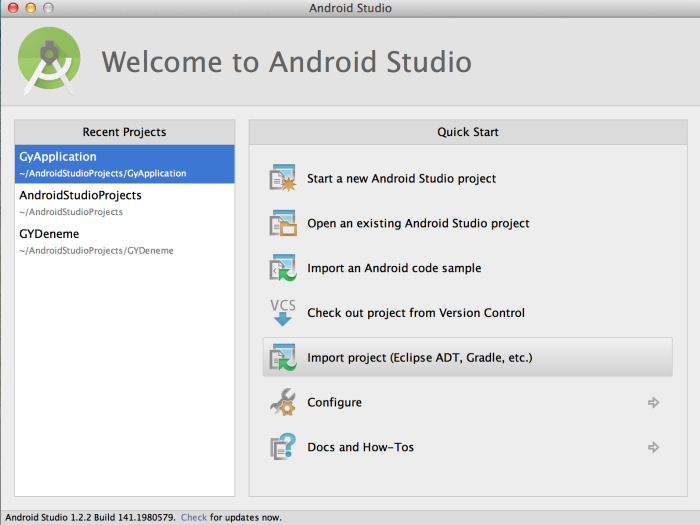 Android Studio
Welcome to Android Studio
Recent Projects
GyApplication
~/AndroidStudioProjects/GyApplication
AndroidStudioProjects
~/AndroidStudioProjects
GYDeneme
~/AndroidStudioProjects/GYDeneme
Quick Start
Start a new Android Studio project
Open an existing Android Studio project
Import an Android code sample
VCS
Check out project from Version Control
Import project (Eclipse ADT, Gradle, etc.)
Configure
Docs and How-Tos
Android Studio 1.2.2 Build 141.1980579. Check for updates now.